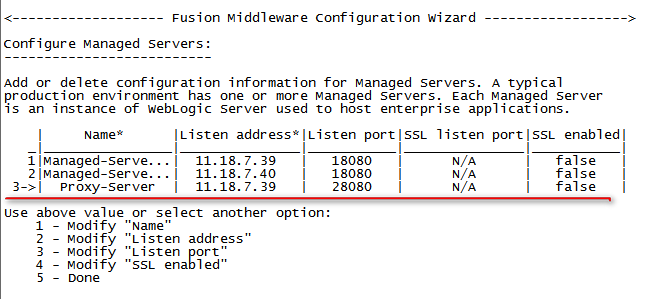 <------------------- Fusion Middleware Configuration Wizard ------------------>
Configure Managed Servers:
--------------------------
Add or delete configuration information for Managed Servers. A typical
production environment has one or more Managed Servers. Each Managed Server
is an instance of WebLogic Server used to host enterprise applications.
| Name* |Listen address*|Listen port|SSL listen port|SSL enabled|
_|________________|_______________|___________|_______________|___________|
1|Managed-Serve...| 11.18.7.39 | 18080 | N/A | false |
2|Managed-Serve...| 11.18.7.40 | 18080 | N/A | false |
3->| Proxy-Server | 11.18.7.39 | 28080 | N/A | false |
Use above value or select another option:
1 - Modify "Name"
2 - Modify "Listen address"
3 - Modify "Listen port"
4 - Modify "SSL enabled"
5 - Done